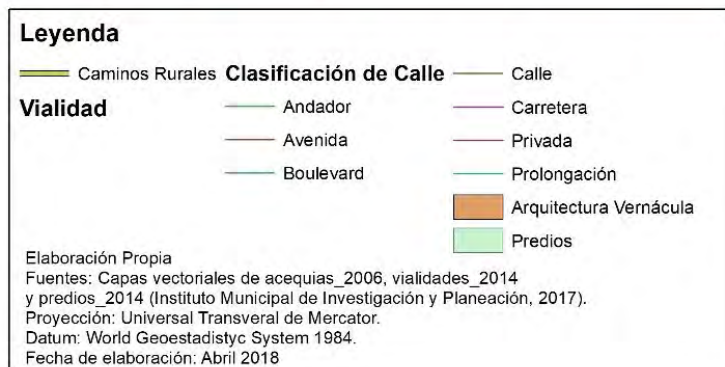 Leyenda
Caminos Rurales
Vialidad
Clasificación de Calle
Andador
Avenida
Boulevard
Calle
Carretera
Privada
Prolongación
Arquitectura Vernácula
Predios
Elaboración Propia
Fuentes: Capas vectoriales de acequias_2006, vialidades_2014
y predios_2014 (Instituto Municipal de Investigación y Planeación, 2017).
Proyección: Universal Transveral de Mercator.
Datum: World Geoestadistyc System 1984.
Fecha de elaboración: Abril 2018